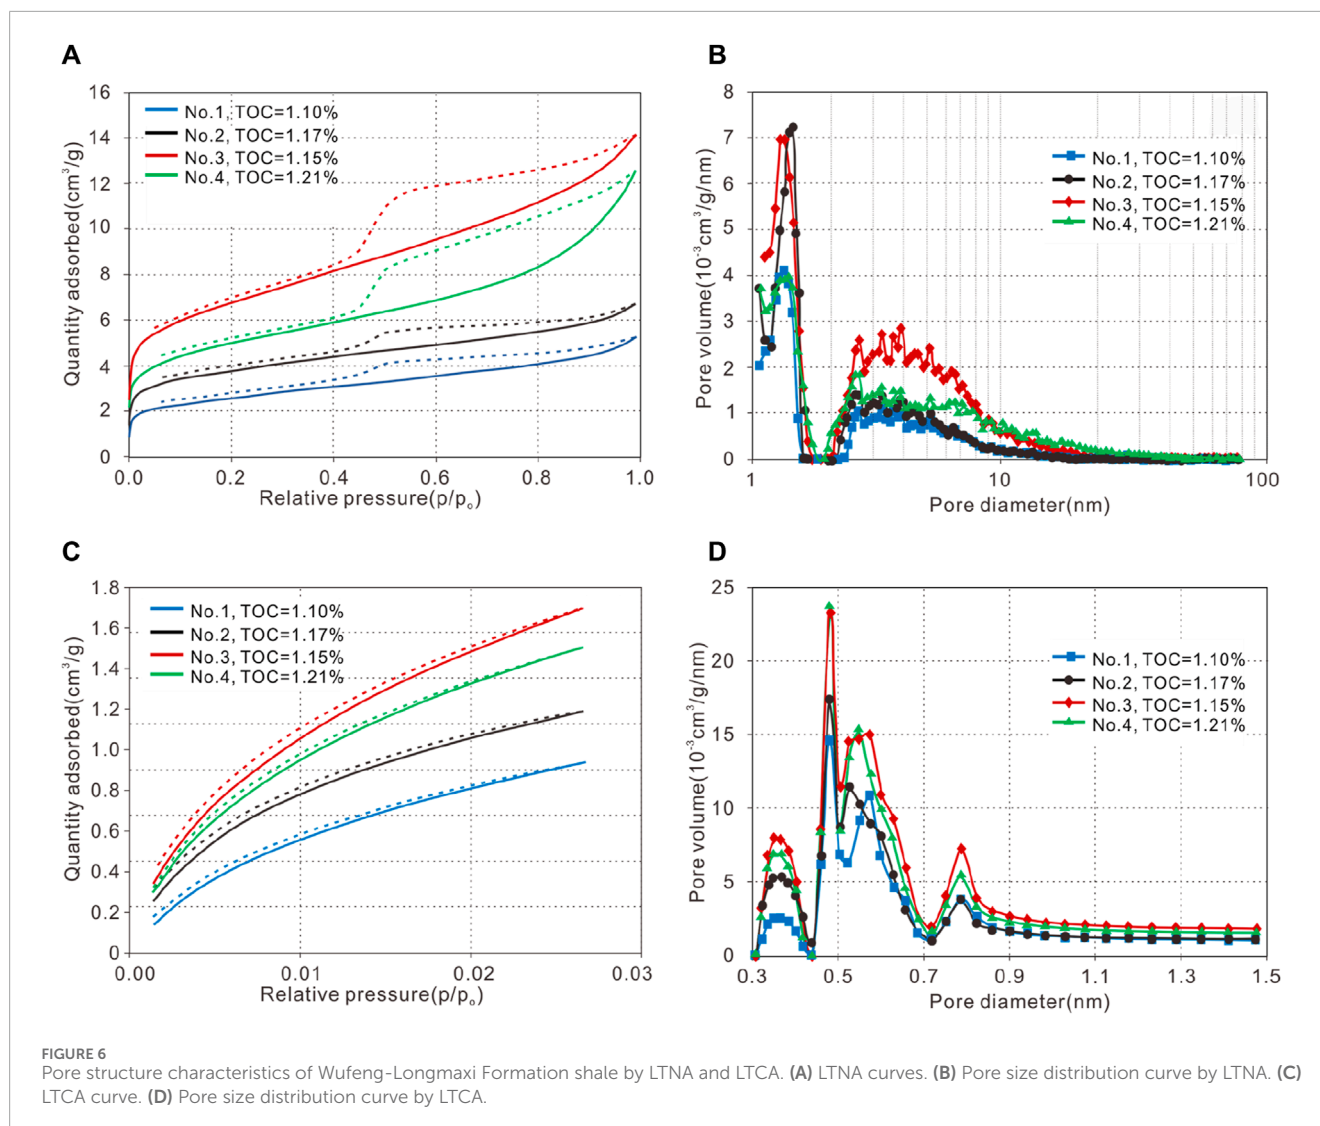 A
Quantity adsorbed(cm³/g)
16
14
12
10
8
6
4
2
0
No.1, TOC=1.10%
No.2, TOC=1.17%
No.3, TOC=1.15%
No.4, TOC=1.21%
0.0 0.2 0.4 0.6 0.8 1.0
Relative pressure(p/p₀)
B
Pore volume(10⁻³cm³/g/nm)
8
7
6
5
4
3
2
1
0
No.1, TOC=1.10%
No.2, TOC=1.17%
No.3, TOC=1.15%
No.4, TOC=1.21%
1 10 100
Pore diameter(nm)
C
Quantity adsorbed(cm³/g)
1.8
1.6
1.4
1.2
1.0
0.8
0.6
0.4
0.2
0
No.1, TOC=1.10%
No.2, TOC=1.17%
No.3, TOC=1.15%
No.4, TOC=1.21%
0.00 0.01 0.02 0.03
Relative pressure(p/p₀)
D
Pore volume(10⁻³cm³/g/nm)
25
20
15
10
5
0
No.1, TOC=1.10%
No.2, TOC=1.17%
No.3, TOC=1.15%
No.4, TOC=1.21%
0.3 0.5 0.7 0.9 1.1 1.3 1.5
Pore diameter(nm)
FIGURE 6
Pore structure characteristics of Wufeng-Longmaxi Formation shale by LTNA and LTCA. (A) LTNA curves. (B) Pore size distribution curve by LTNA. (C)
LTCA curve. (D) Pore size distribution curve by LTCA.